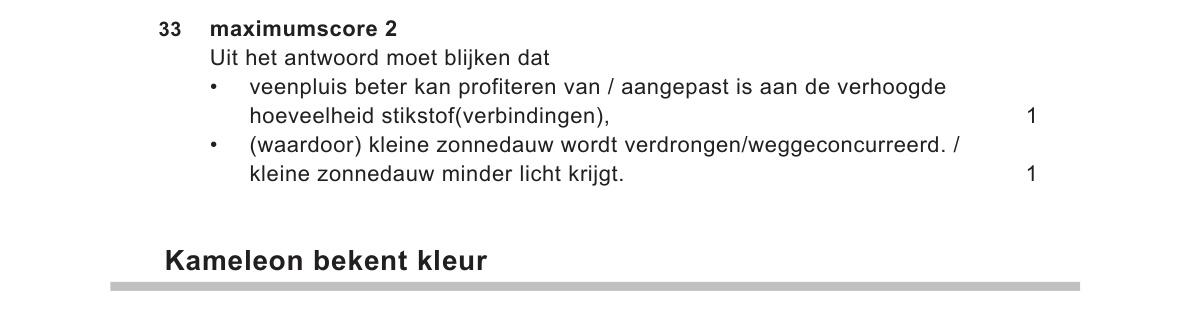 33 maximumscore 2
Uit het antwoord moet blijken dat
• veenpluis beter kan profiteren van / aangepast is aan de verhoogde
hoeveelheid stikstof(verbindingen), 1
• (waardoor) kleine zonnedauw wordt verdrongen/weggeconcurreerd. /
kleine zonnedauw minder licht krijgt. 1
Kameleon bekent kleur